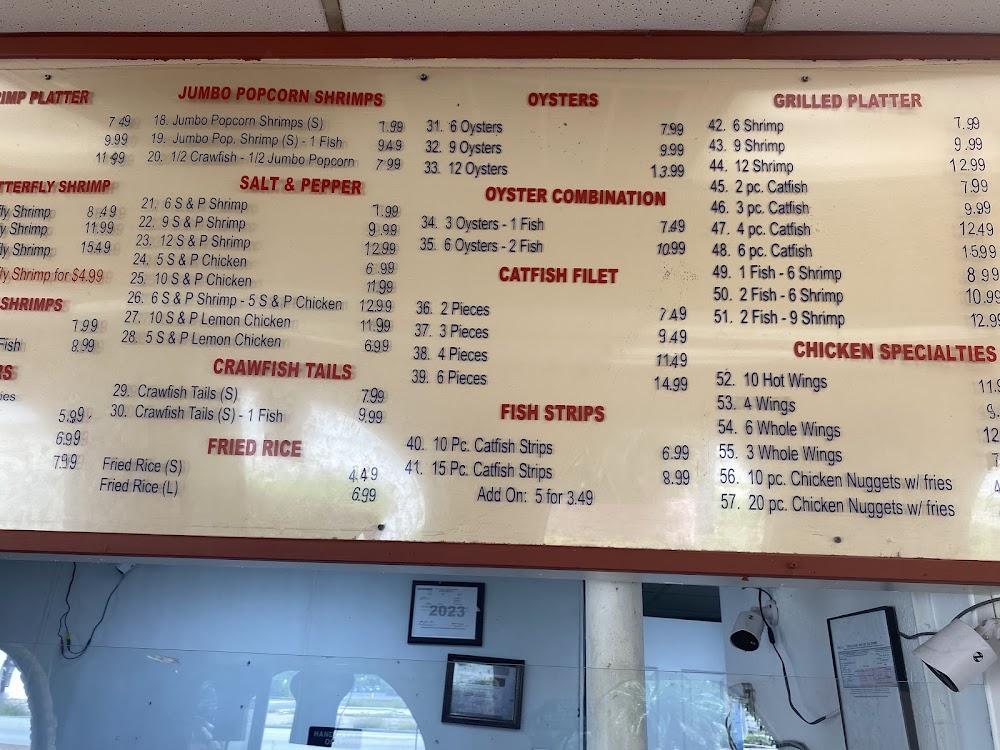 RIMP PLATTER
7.49
9.99
11.99
TTERFLY SHRIMP
fly Shrimp 8.49
fly Shrimp 11.99
fly Shrimp 15.49
fly Shrimp for $4.99
SHRIMPS
7.99
Fish 8.99
RS
ies
5.99
6.99
7.99
JUMBO POPCORN SHRIMPS
18. Jumbo Popcorn Shrimps (S) 7.99
19. Jumbo Pop. Shrimp (S) - 1 Fish 9.49
20. 1/2 Crawfish - 1/2 Jumbo Popcorn 7.99
SALT & PEPPER
21. 6 S & P Shrimp 7.99
22. 9 S & P Shrimp 9.99
23. 12 S & P Shrimp 12.99
24. 5 S & P Chicken 6.99
25. 10 S & P Chicken 11.99
26. 6 S & P Shrimp - 5 S & P Chicken 12.99
27. 10 S & P Lemon Chicken 11.99
28. 5 S & P Lemon Chicken 6.99
CRAWFISH TAILS
29. Crawfish Tails (S) 7.99
30. Crawfish Tails (S) - 1 Fish 9.99
FRIED RICE
Fried Rice (S) 4.49
Fried Rice (L) 6.99
OYSTERS
31. 6 Oysters 7.99
32. 9 Oysters 9.99
33. 12 Oysters 13.99
OYSTER COMBINATION
34. 3 Oysters - 1 Fish 7.49
35. 6 Oysters - 2 Fish 10.99
CATFISH FILET
36. 2 Pieces 7.49
37. 3 Pieces 9.49
38. 4 Pieces 11.49
39. 6 Pieces 14.99
FISH STRIPS
40. 10 Pc. Catfish Strips 6.99
41. 15 Pc. Catfish Strips 8.99
Add On: 5 for 3.49
GRILLED PLATTER
42. 6 Shrimp 7.99
43. 9 Shrimp 9.99
44. 12 Shrimp 12.99
45. 2 pc. Catfish 7.99
46. 3 pc. Catfish 9.99
47. 4 pc. Catfish 12.49
48. 6 pc. Catfish 15.99
49. 1 Fish - 6 Shrimp 8.99
50. 2 Fish - 6 Shrimp 10.99
51. 2 Fish - 9 Shrimp 12.99
CHICKEN SPECIALTIES
52. 10 Hot Wings 11.9
53. 4 Wings
54. 6 Whole Wings 12
55. 3 Whole Wings
56. 10 pc. Chicken Nuggets w/ fries
57. 20 pc. Chicken Nuggets w/ fries
2023